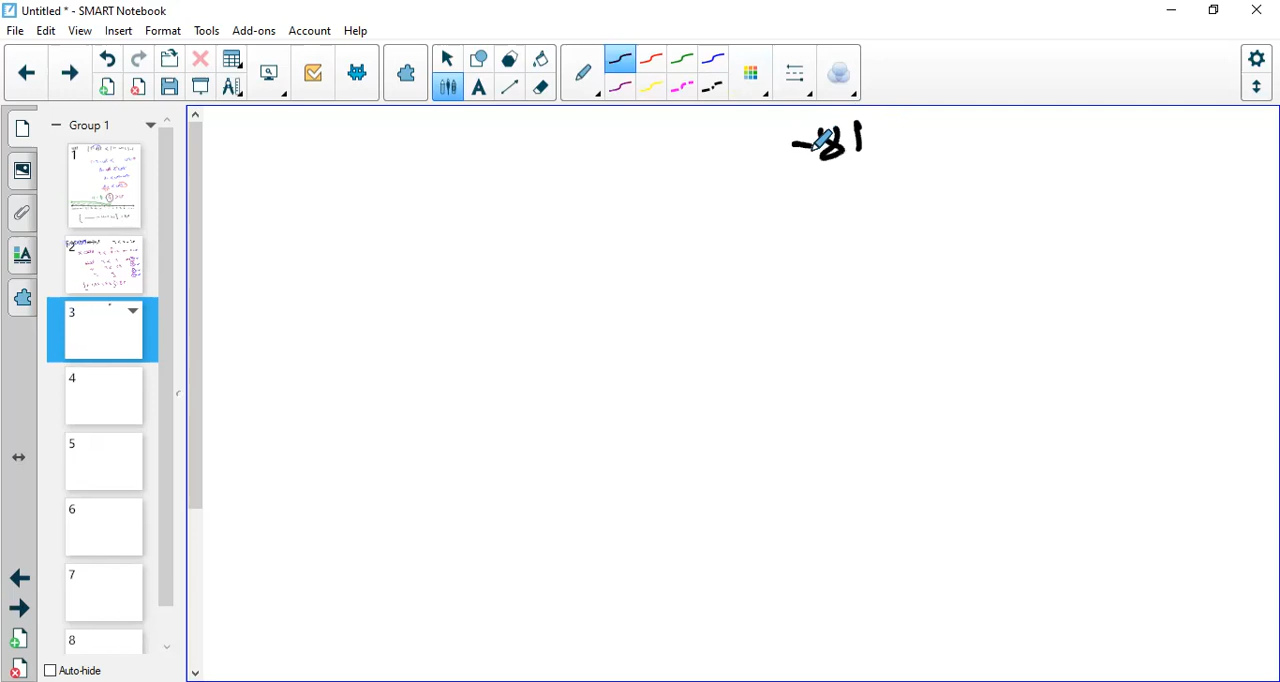 Untitled * - SMART Notebook
File Edit View Insert Format Tools Add-ons Account Help
Group 1
1
2
3
4
5
6
7
8
Auto-hide
-81